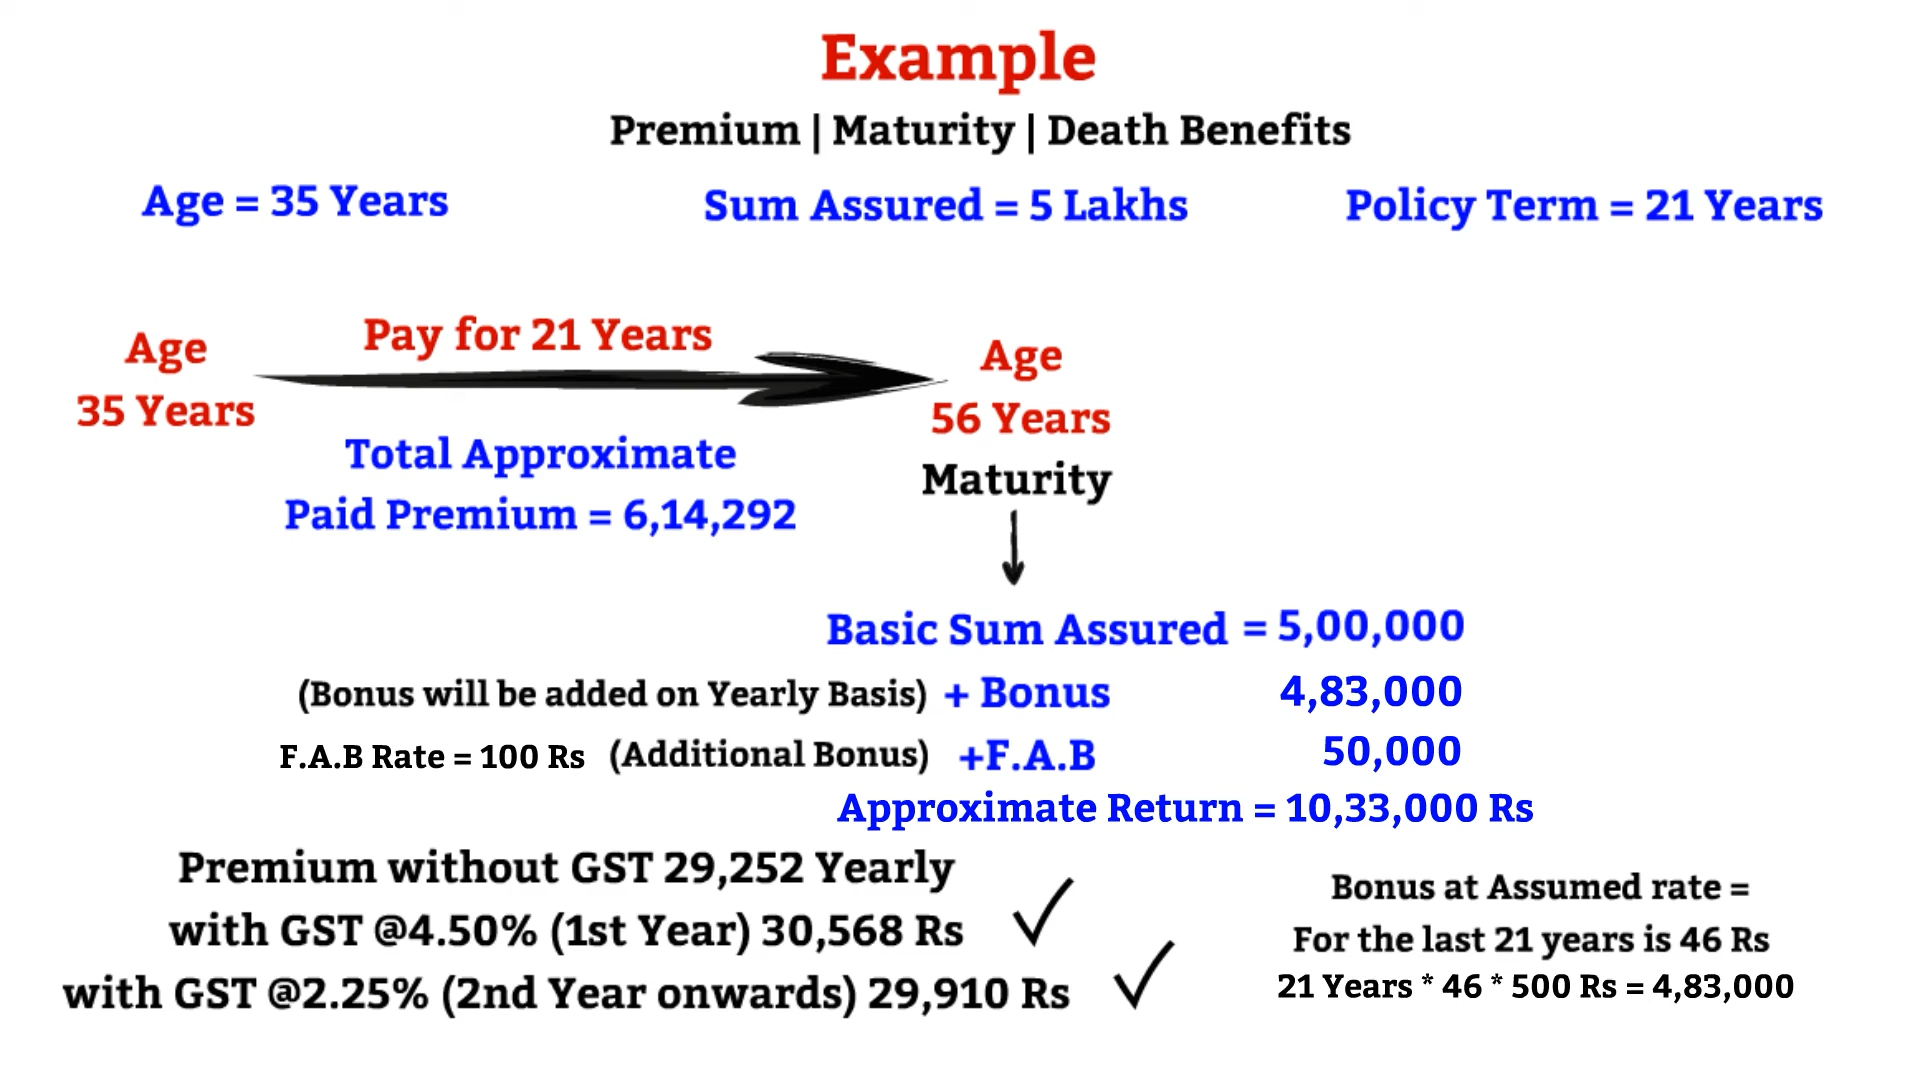 Example
Premium | Maturity | Death Benefits
Age = 35 Years
Sum Assured = 5 Lakhs
Policy Term = 21 Years
Age
35 Years
Pay for 21 Years
Total Approximate
Paid Premium = 6,14,292
Age
56 Years
Maturity
Basic Sum Assured = 5,00,000
(Bonus will be added on Yearly Basis) + Bonus 4,83,000
F.A.B Rate = 100 Rs (Additional Bonus) +F.A.B 50,000
Approximate Return = 10,33,000 Rs
Premium without GST 29,252 Yearly
with GST @4.50% (1st Year) 30,568 Rs
with GST @2.25% (2nd Year onwards) 29,910 Rs
Bonus at Assumed rate =
For the last 21 years is 46 Rs
21 Years * 46 * 500 Rs = 4,83,000